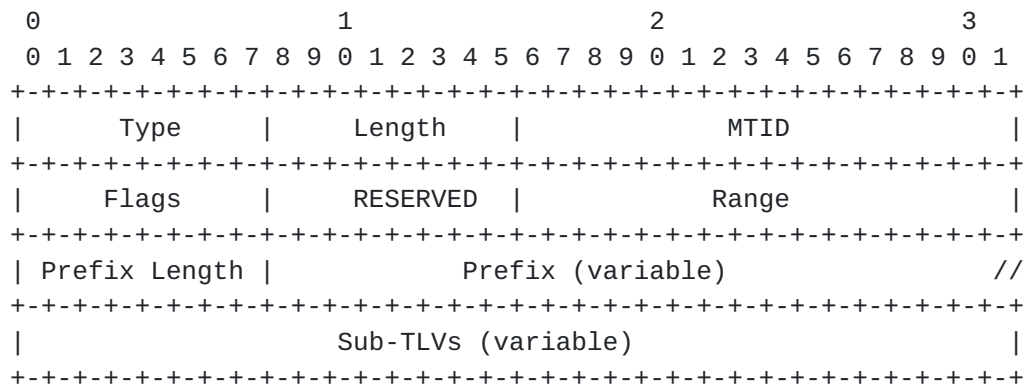 0                   1                   2                   3
 0 1 2 3 4 5 6 7 8 9 0 1 2 3 4 5 6 7 8 9 0 1 2 3 4 5 6 7 8 9 0 1
+-+-+-+-+-+-+-+-+-+-+-+-+-+-+-+-+-+-+-+-+-+-+-+-+-+-+-+-+-+-+-+-+
|      Type     |     Length    |             MTID              |
+-+-+-+-+-+-+-+-+-+-+-+-+-+-+-+-+-+-+-+-+-+-+-+-+-+-+-+-+-+-+-+-+
|     Flags     |     RESERVED  |            Range              |
+-+-+-+-+-+-+-+-+-+-+-+-+-+-+-+-+-+-+-+-+-+-+-+-+-+-+-+-+-+-+-+-+
| Prefix Length |            Prefix (variable)                 //
+-+-+-+-+-+-+-+-+-+-+-+-+-+-+-+-+-+-+-+-+-+-+-+-+-+-+-+-+-+-+-+-+
|                    Sub-TLVs (variable)                        |
+-+-+-+-+-+-+-+-+-+-+-+-+-+-+-+-+-+-+-+-+-+-+-+-+-+-+-+-+-+-+-+-+